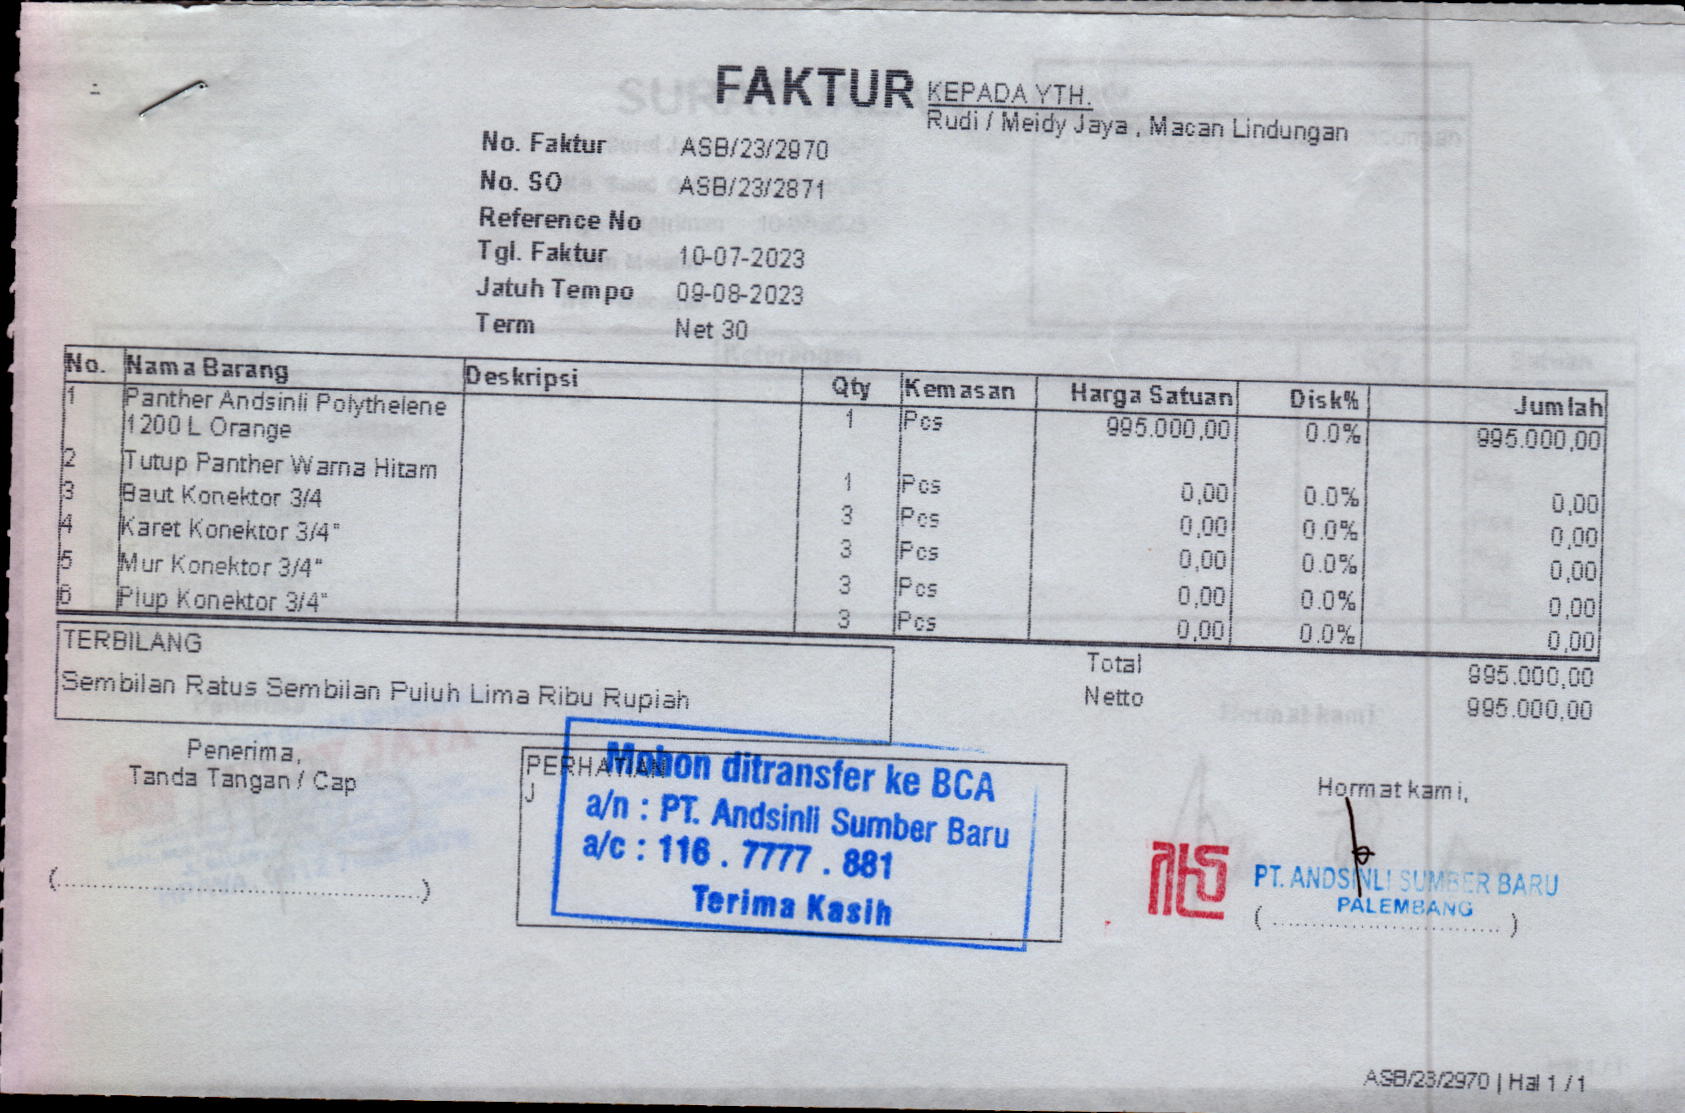 FAKTUR
KEPADA YTH.
Rudi / Meidy Jaya , Macan Lindungan
No. Faktur ASB/23/2970
No. SO ASB/23/2871
Reference No
Tgl. Faktur 10-07-2023
Jatuh Tempo 09-08-2023
Term Net 30
No. Nama Barang Deskripsi Qty Kemasan Harga Satuan Disk% Jumlah
1 Panther Andsinli Polythelene 1 Pcs 995.000,00 0.0% 995.000,00
1200 L Orange
2 Tutup Panther Warna Hitam 1 Pcs 0,00 0.0% 0,00
3 Baut Konektor 3/4 3 Pcs 0,00 0.0% 0,00
4 Karet Konektor 3/4" 3 Pcs 0,00 0.0% 0,00
5 Mur Konektor 3/4" 3 Pcs 0,00 0.0% 0,00
6 Plup Konektor 3/4" 3 Pcs 0,00 0.0% 0,00
TERBILANG
Sembilan Ratus Sembilan Puluh Lima Ribu Rupiah
Total 995.000,00
Netto 995.000,00
Penerima,
Tanda Tangan / Cap
(..............................................)
PERHATIAN
J
Mohon ditransfer ke BCA
a/n : PT. Andsinli Sumber Baru
a/c : 116 . 7777 . 881
Terima Kasih
Hormat kami,
PT. ANDSINLI SUMBER BARU
PALEMBANG
(..............................)
ASB/23/2970 | Hal 1 / 1